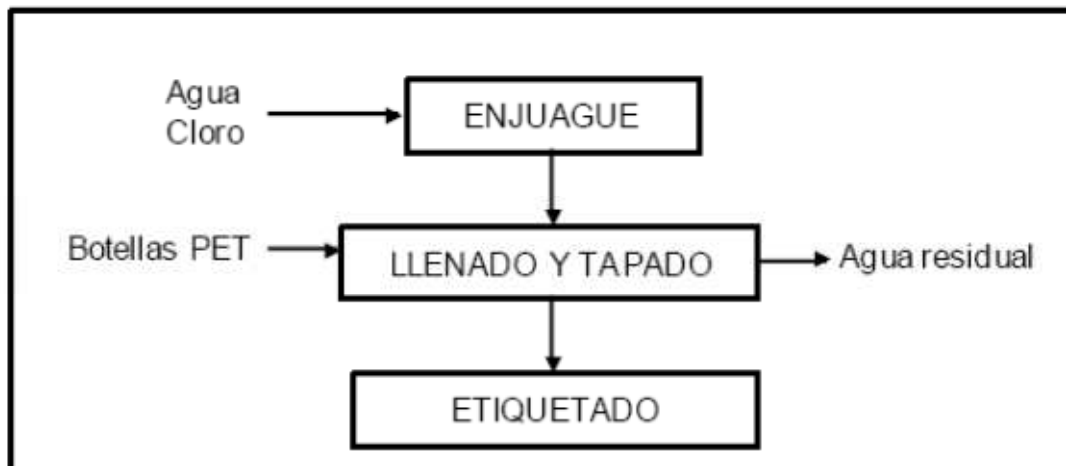 Agua
Cloro
ENJUAGUE
Botellas PET
LLENADO Y TAPADO
Agua residual
ETIQUETADO